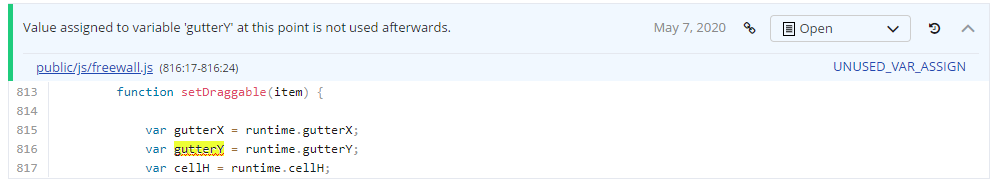 Value assigned to variable 'gutterY' at this point is not used afterwards. May 7, 2020 Open
public/js/freewall.js (816:17-816:24) UNUSED_VAR_ASSIGN
813 function setDraggable(item) {
814
815 var gutterX = runtime.gutterX;
816 var gutterY = runtime.gutterY;
817 var cellH = runtime.cellH;